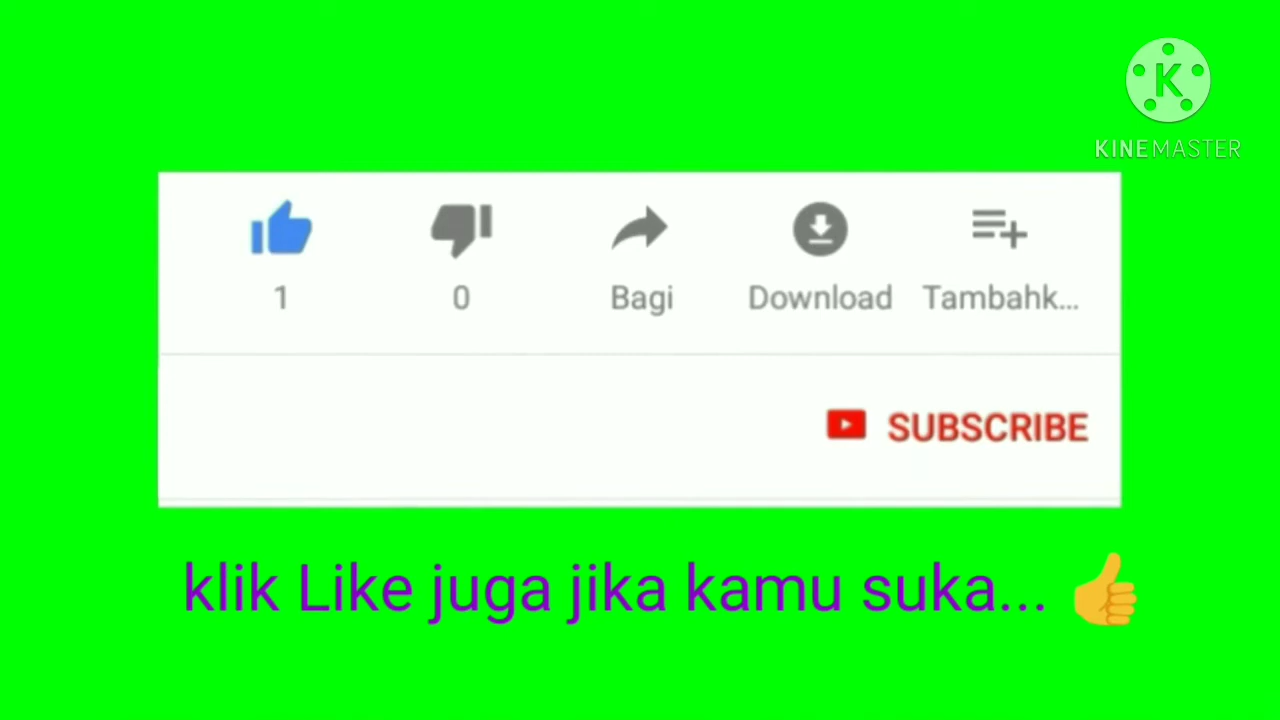 K
KINEMASTER
1 0 Bagi Download Tambahk...
SUBSCRIBE
klik Like juga jika kamu suka... 👍